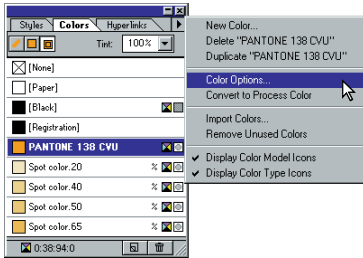 Styles Colors Hyperlinks
Tint: 100%
[None]
[Paper]
[Black]
[Registration]
PANTONE 138 CVU
Spot color.20 %
Spot color.40 %
Spot color.50 %
Spot color.65 %
0:38:94:0
New Color...
Delete "PANTONE 138 CVU"
Duplicate "PANTONE 138 CVU"
Color Options...
Convert to Process Color
Import Colors...
Remove Unused Colors
Display Color Model Icons
Display Color Type Icons